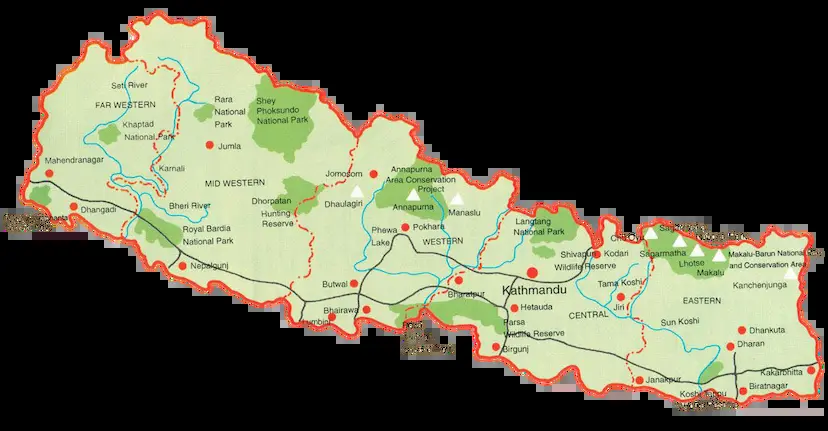 Seti River
FAR WESTERN
Khaptad
National Park
Rara
National
Park
Shey
Phoksundo
National Park
Jumla
Mahendranagar
Karnali
MID WESTERN
Dhangadi
Bheri River
Royal Bardia
National Park
Nepalgunj
Dhorpatan
Hunting
Reserve
Jomosom
Dhaulagiri
Annapurna
Area Conservation
Project
Annapurna
Manaslu
Phewa
Lake
Pokhara
WESTERN
Butwal
Bhairawa
Lumbini
Bharatpur
Langtang
National Park
Shivapuri
Wildlife Reserve
Kodari
Kathmandu
Hetauda
Parsa
Wildlife Reserve
Birgunj
CENTRAL
Tama Koshi
Jiri
Sun Koshi
Sagarmatha
Lhotse
Makalu
Makalu-Barun National
and Conservation Area
Kanchenjunga
EASTERN
Dhankuta
Dharan
Janakpur
Kakarbhitta
Biratnagar